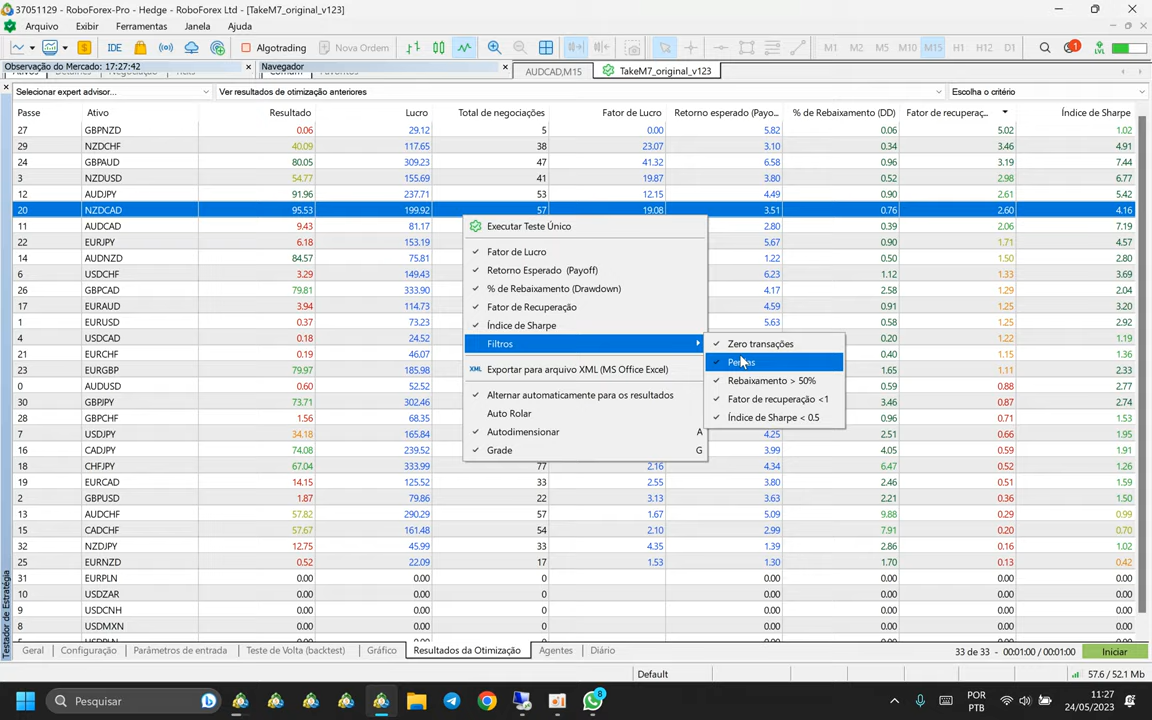 37051129 - RoboForex-Pro - Hedge - RoboForex Ltd - [TakeM7_original_v123]
Arquivo Exibir Ferramentas Janela Ajuda
IDE Algotrading Nova Ordem M1 M2 M5 M10 M15 H1 H12 D1 1 LVL
Observação do Mercado: 17:27:42 × Navegador × AUDCAD,M15 TakeM7_original_v123
Selecionar expert advisor... Ver resultados de otimização anteriores Escolha o critério
Passe Ativo Resultado Lucro Total de negociações Fator de Lucro Retorno esperado (Payo... % de Rebaixamento (DD) Fator de recuperaç... Índice de Sharpe
27 GBPNZD 0.06 29.12 5 0.00 5.82 0.06 5.02 1.02
29 NZDCHF 40.09 117.65 38 23.07 3.10 0.34 3.46 4.91
24 GBPAUD 80.05 309.23 47 41.32 6.58 0.96 3.19 7.44
3 NZDUSD 54.77 155.69 41 19.87 3.80 0.52 2.98 6.77
12 AUDJPY 91.96 237.71 53 12.15 4.49 0.90 2.61 5.42
20 NZDCAD 95.53 199.92 57 19.08 3.51 0.76 2.60 4.16
11 AUDCAD 9.43 81.17 Executar Teste Único 2.80 0.39 2.06 7.19
22 EURJPY 6.18 153.19 5.67 0.90 1.71 4.57
14 AUDNZD 84.57 75.81 Fator de Lucro 1.22 0.50 1.50 2.80
6 USDCHF 3.29 149.43 Retorno Esperado (Payoff) 6.23 1.12 1.33 3.69
26 GBPCAD 79.81 333.90 % de Rebaixamento (Drawdown) 4.17 2.58 1.29 2.04
17 EURAUD 3.94 114.73 Fator de Recuperação 4.59 0.91 1.25 3.20
1 EURUSD 0.37 73.23 Índice de Sharpe 5.63 0.58 1.25 2.92
4 USDCAD 0.18 24.52 Filtros Zero transações 0.20 1.22 1.15
21 EURCHF 0.19 46.07 0.40 1.19 1.36
23 EURGBP 79.97 185.98 Exportar para arquivo XML (MS Office Excel) Rebaixamento > 50% 1.65 1.11 2.33
0 AUDUSD 52.52 Alternar automaticamente para os resultados Fator de recuperação <1 0.59 0.88 2.77
30 GBPJPY 73.71 302.46 Auto Rolar Índice de Sharpe < 0.5 3.46 0.87 2.74
28 GBPCHF 1.56 68.35 Autodimensionar A 0.96 0.71 1.53
7 USDJPY 34.18 165.84 4.25 2.51 0.66 1.95
16 CADJPY 74.08 239.52 Grade G 3.99 4.05 0.59 1.91
18 CHFJPY 67.04 333.99 77 2.16 4.34 6.47 0.52 1.26
19 EURCAD 14.15 125.52 33 2.55 3.80 2.46 0.51 1.59
2 GBPUSD 1.87 79.86 22 3.13 3.63 2.21 0.36 1.50
13 AUDCHF 57.82 290.29 57 1.67 5.09 9.88 0.29 0.99
15 CADCHF 57.67 161.48 54 2.10 2.99 7.91 0.20 0.70
32 NZDJPY 12.75 45.99 33 4.35 1.39 2.86 0.16 1.02
25 EURNZD 0.52 22.09 17 1.53 1.30 1.70 0.13 0.42
31 EURPLN 0.00 0.00 0 0.00 0.00 0.00 0.00
10 USDZAR 0.00 0.00 0 0.00 0.00 0.00 0.00
9 USDCNH 0.00 0.00 0 0.00 0.00 0.00 0.00
8 USDMXN 0.00 0.00 0 0.00 0.00 0.00 0.00
Testador de Estratégia
Geral Configuração Parâmetros de entrada Teste de Volta (backtest) Gráfico Resultados da Otimização Agentes Diário 33 de 33 - 00:01:00 / 00:01:00 Iniciar
Default 57.6 / 52.1 Mb
Pesquisar 8 POR PTB 11:27 24/05/2023